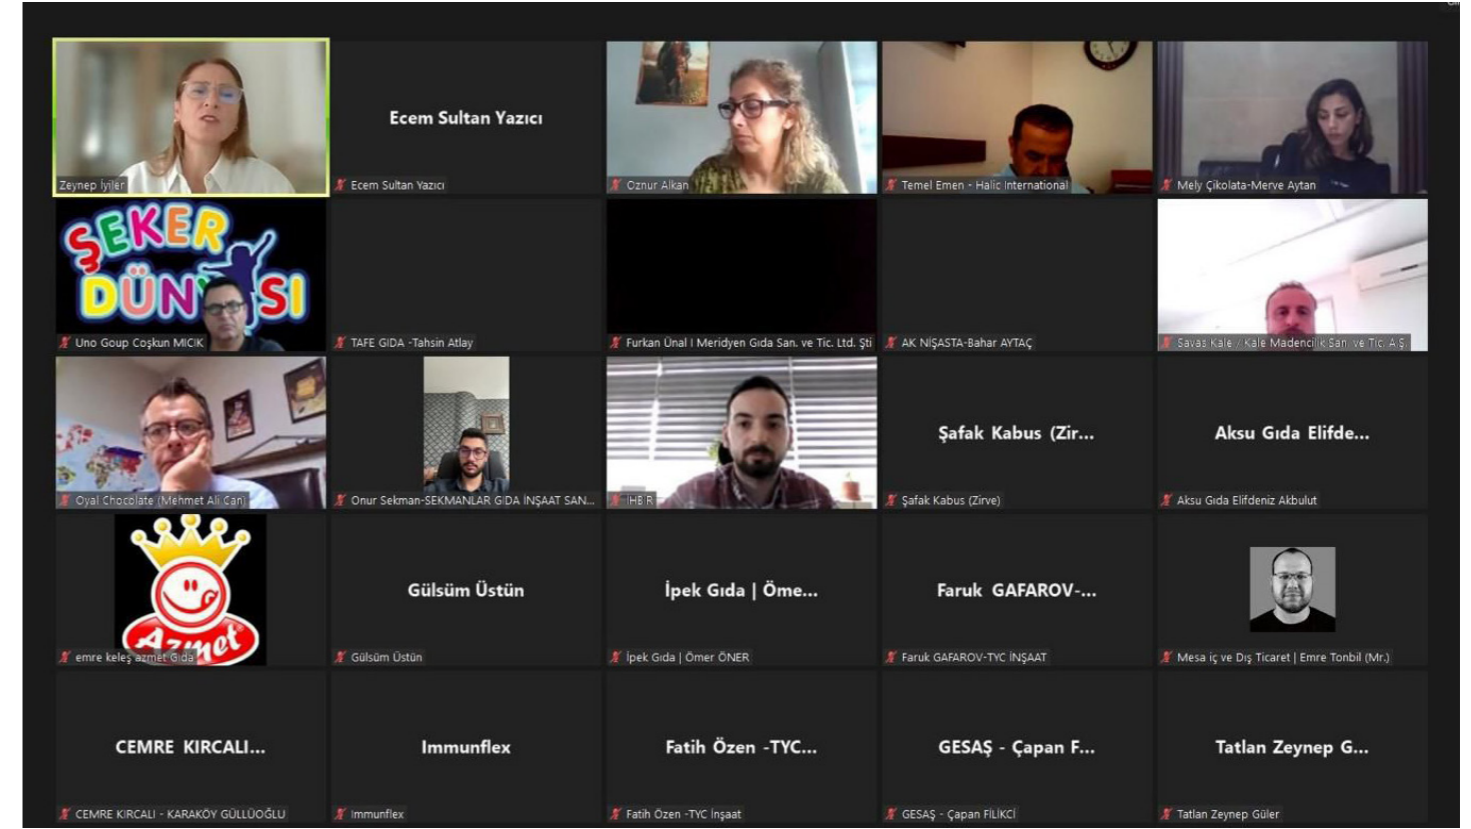 Zeynep İyiler
Ecem Sultan Yazıcı
Ecem Sultan Yazıcı
Oznur Alkan
Temel Emen - Halic International
Mely Çikolata-Merve Aytan
ŞEKER
DÜNYASI
Uno Goup Coşkun MICIK
TAFE GIDA -Tahsin Atlay
Furkan Ünal I Meridyen Gıda San. ve Tic. Ltd. Şti
AK NİŞASTA-Bahar AYTAÇ
Savas Kale / Kale Madencilik San. ve Tic. A.Ş.
Oyal Chocolate (Mehmet Ali Can)
Onur Sekman-SEKMANLAR GIDA İNŞAAT SAN...
İHBİR
Şafak Kabus (Zir...
Şafak Kabus (Zirve)
Aksu Gıda Elifde...
Aksu Gıda Elifdeniz Akbulut
Azmet
emre keleş azmet Gıda
Gülsüm Üstün
Gülsüm Üstün
İpek Gıda | Öme...
İpek Gıda | Ömer ÖNER
Faruk GAFAROV-...
Faruk GAFAROV-TYC İNŞAAT
Mesa iç ve Dış Ticaret | Emre Tonbil (Mr.)
CEMRE KIRCALI...
CEMRE KIRCALI - KARAKÖY GÜLLÜOĞLU
Immunflex
Immunflex
Fatih Özen -TYC...
Fatih Özen -TYC İnşaat
GESAŞ - Çapan F...
GESAŞ - Çapan FİLİKCİ
Tatlan Zeynep G...
Tatlan Zeynep Güler